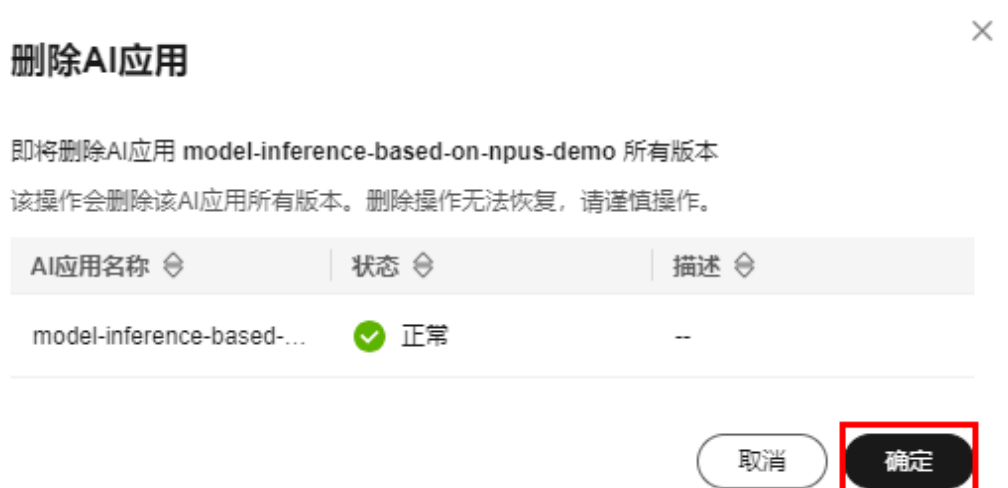 删除AI应用
即将删除AI应用 model-inference-based-on-npus-demo 所有版本
该操作会删除该AI应用所有版本。删除操作无法恢复，请谨慎操作。
AI应用名称 状态 描述
model-inference-based-... 正常 --
取消 确定